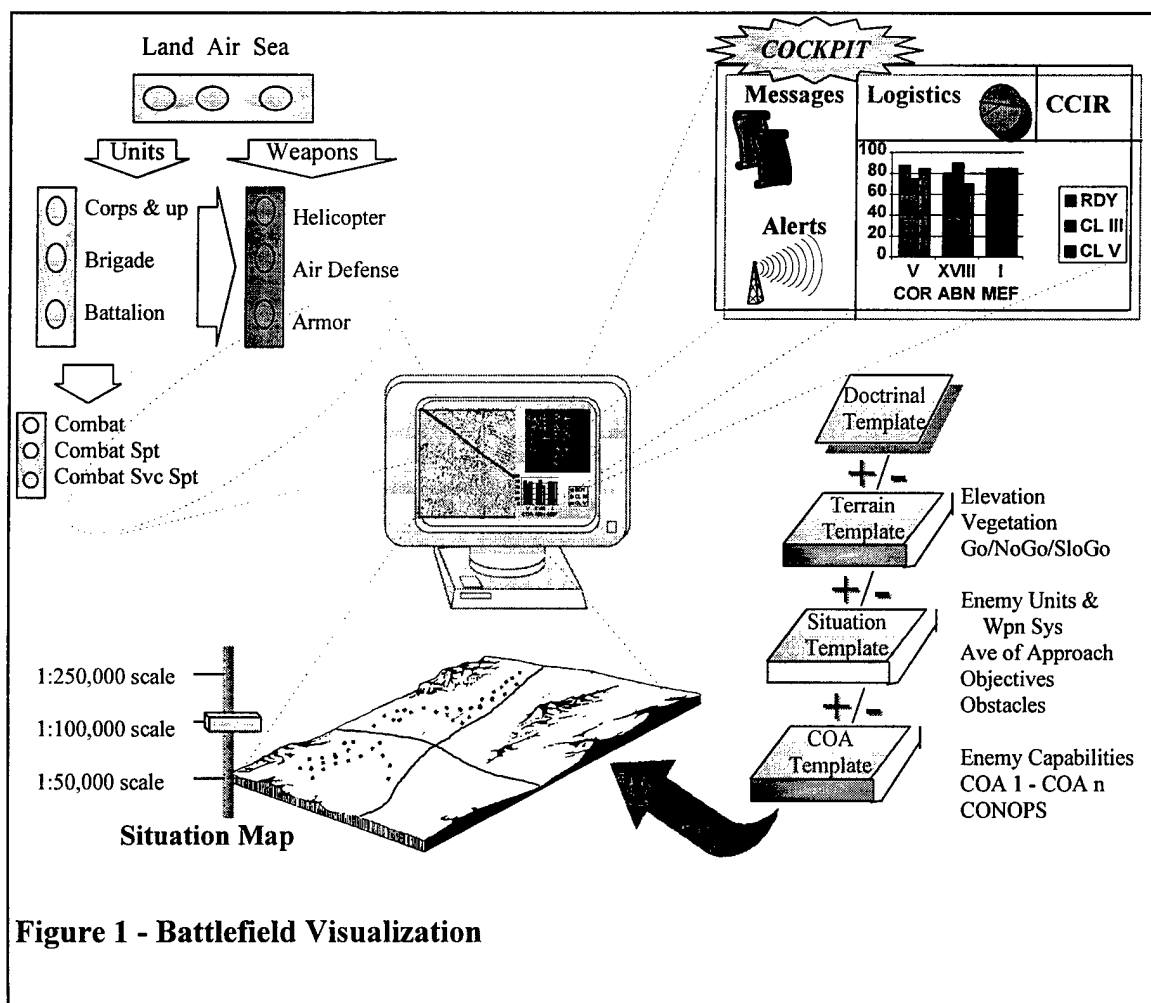 Land Air Sea
Units
Weapons
Corps & up
Brigade
Battalion
Helicopter
Air Defense
Armor
Combat
Combat Spt
Combat Svc Spt
COCKPIT
Messages
Alerts
Logistics
CCIR
100
80
60
40
20
0
V XVIII I
COR ABN MEF
RDY
CL III
CL V
Doctrinal
Template
+/-
Terrain
Template
Elevation
Vegetation
Go/NoGo/SloGo
+/-
Situation
Template
Enemy Units &
Wpn Sys
Ave of Approach
Objectives
Obstacles
+/-
COA
Template
Enemy Capabilities
COA 1 - COA n
CONOPS
1:250,000 scale
1:100,000 scale
1:50,000 scale
Situation Map
Figure 1 - Battlefield Visualization